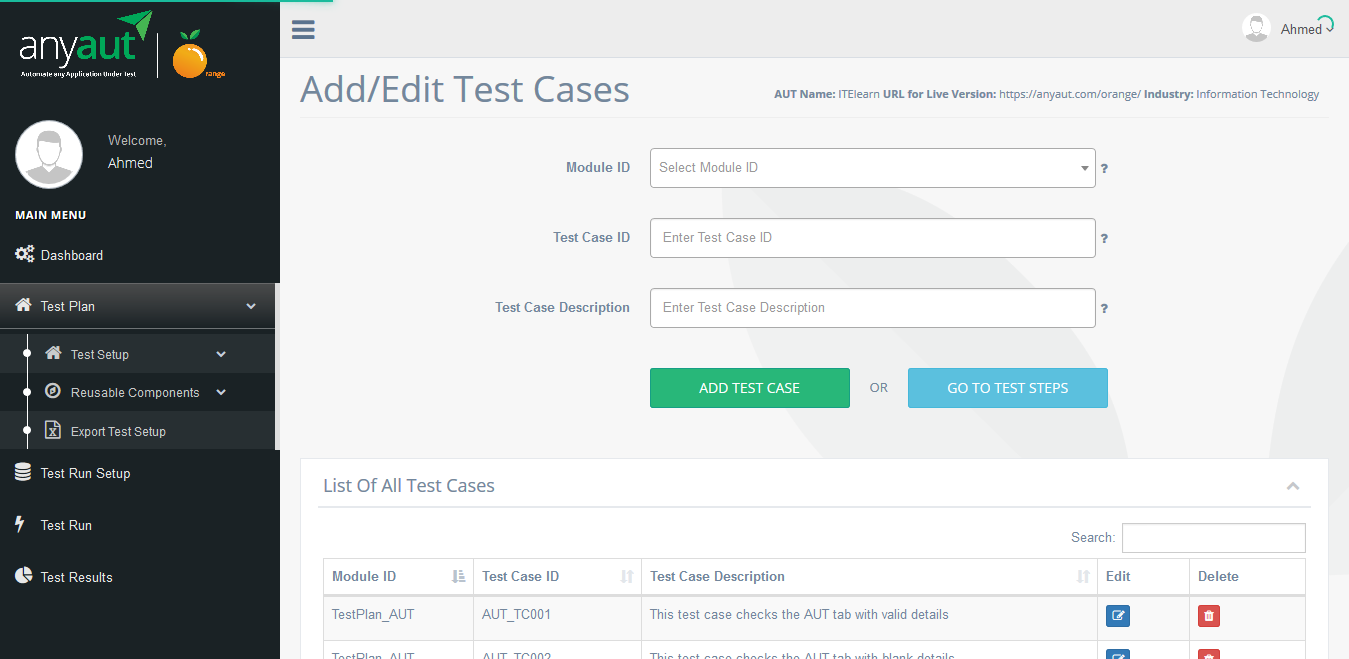 anyaut
Automate any Application Under Test
range
Ahmed
Welcome,
Ahmed
MAIN MENU
Dashboard
Test Plan
Test Setup
Reusable Components
Export Test Setup
Test Run Setup
Test Run
Test Results
Add/Edit Test Cases
AUT Name: ITElearn URL for Live Version: https://anyaut.com/orange/ Industry: Information Technology
Module ID Select Module ID ?
Test Case ID Enter Test Case ID ?
Test Case Description Enter Test Case Description ?
ADD TEST CASE OR GO TO TEST STEPS
List Of All Test Cases
Search:
Module ID Test Case ID Test Case Description Edit Delete
TestPlan_AUT AUT_TC001 This test case checks the AUT tab with valid details
TestPlan_AUT AUT_TC002 This test case checks the AUT tab with blank details